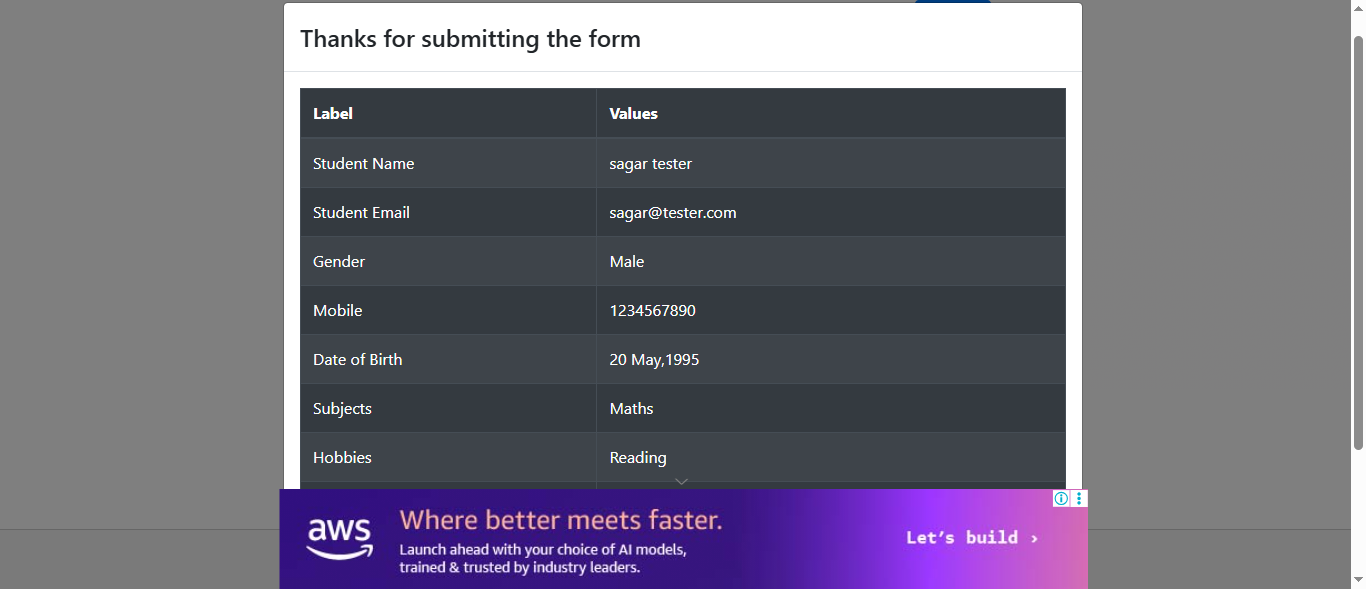 Thanks for submitting the form
Label Values
Student Name sagar tester
Student Email sagar@tester.com
Gender Male
Mobile 1234567890
Date of Birth 20 May,1995
Subjects Maths
Hobbies Reading
aws
Where better meets faster.
Launch ahead with your choice of AI models,
trained & trusted by industry leaders.
Let's build ›